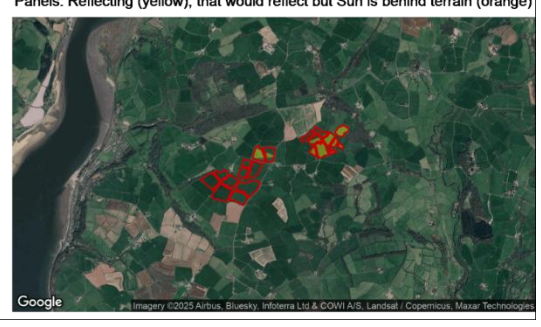 Panels: Reflecting (yellow), that would reflect but Sun is behind terrain (orange)
Google
Imagery ©2025 Airbus, Bluesky, Infoterra Ltd & COWI A/S, Landsat / Copernicus, Maxar Technologies